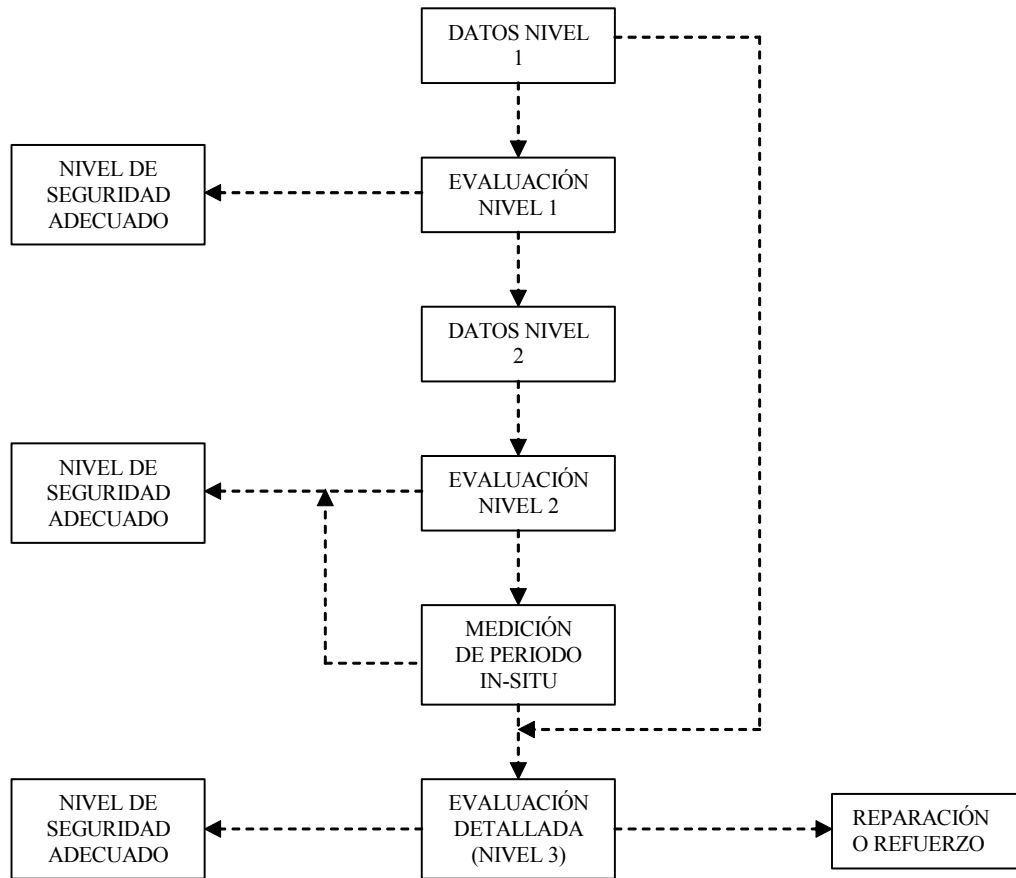 DATOS NIVEL
1
NIVEL DE
SEGURIDAD
ADECUADO
EVALUACIÓN
NIVEL 1
DATOS NIVEL
2
NIVEL DE
SEGURIDAD
ADECUADO
EVALUACIÓN
NIVEL 2
MEDICIÓN
DE PERIODO
IN-SITU
NIVEL DE
SEGURIDAD
ADECUADO
EVALUACIÓN
DETALLADA
(NIVEL 3)
REPARACIÓN
O REFUERZO